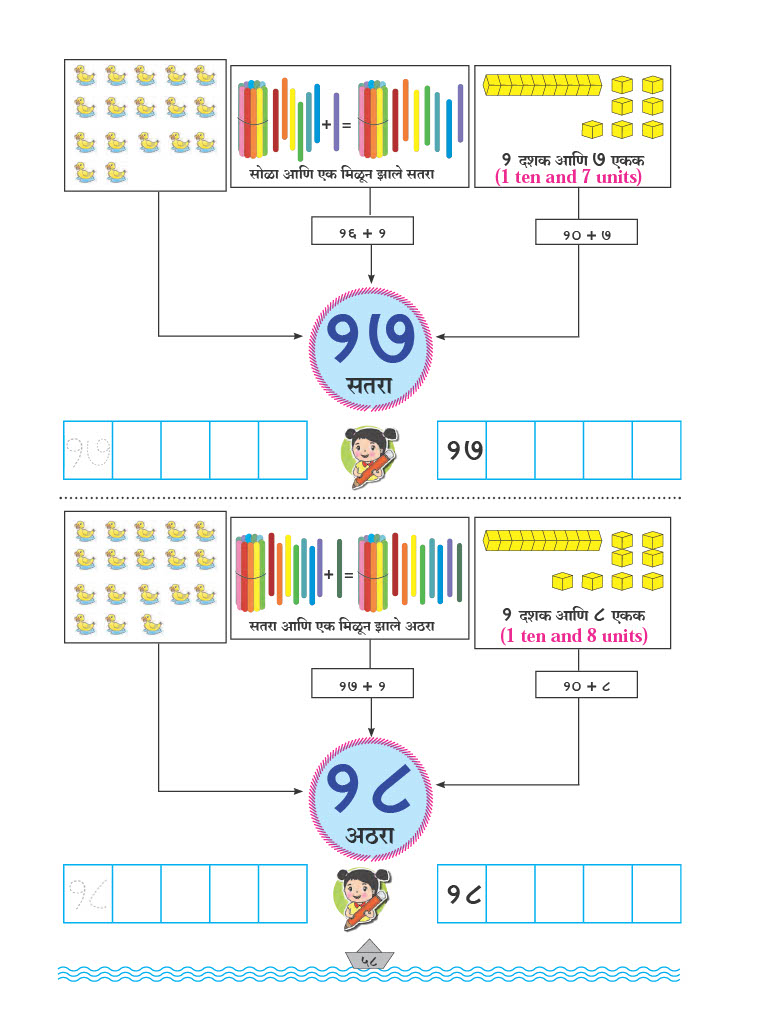 + =
सोळा आणि एक मिळून झाले सतरा
१ दशक आणि ७ एकक
(1 ten and 7 units)
१६ + १
१० + ७
१७
सतरा
१७
१७
+ =
सतरा आणि एक मिळून झाले अठरा
१ दशक आणि ८ एकक
(1 ten and 8 units)
१७ + १
१० + ८
१८
अठरा
१८
१८
५८